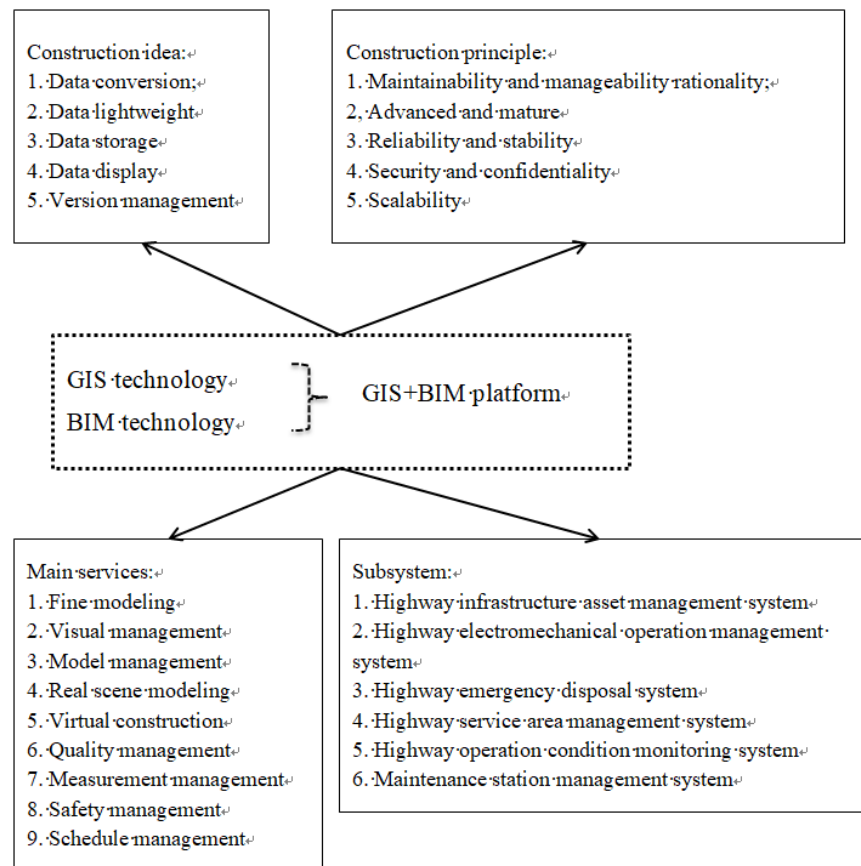 Construction idea:
1. Data conversion;
2. Data lightweight
3. Data storage
4. Data display
5. Version management
Construction principle:
1. Maintainability and manageability rationality;
2, Advanced and mature
3. Reliability and stability
4. Security and confidentiality
5. Scalability
GIS technology
BIM technology
GIS+BIM platform
Main services:
1. Fine modeling
2. Visual management
3. Model management
4. Real scene modeling
5. Virtual construction
6. Quality management
7. Measurement management
8. Safety management
9. Schedule management
Subsystem:
1. Highway infrastructure asset management system
2. Highway electromechanical operation management
system
3. Highway emergency disposal system
4. Highway service area management system
5. Highway operation condition monitoring system
6. Maintenance station management system